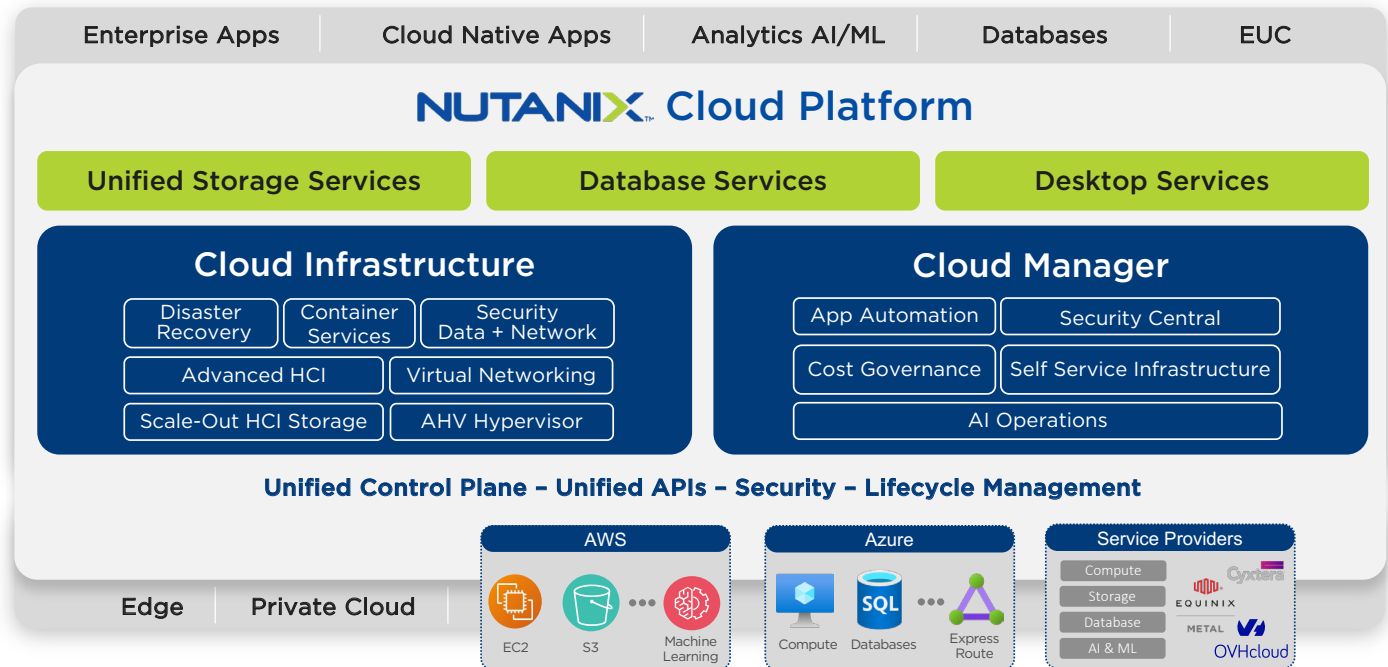 Enterprise Apps
Cloud Native Apps
Analytics AI/ML
Databases
EUC
NUTANIX™ Cloud Platform
Unified Storage Services
Database Services
Desktop Services
Cloud Infrastructure
Disaster
Recovery
Container
Services
Security
Data + Network
Advanced HCI
Virtual Networking
Scale-Out HCI Storage
AHV Hypervisor
Cloud Manager
App Automation
Security Central
Cost Governance
Self Service Infrastructure
AI Operations
Unified Control Plane – Unified APIs – Security – Lifecycle Management
Edge
Private Cloud
AWS
EC2
S3
Machine
Learning
Azure
Compute
SQL
Databases
Express
Route
Service Providers
Compute
Storage
Database
AI & ML
Cyxtera
EQUINIX
METAL
OVHcloud